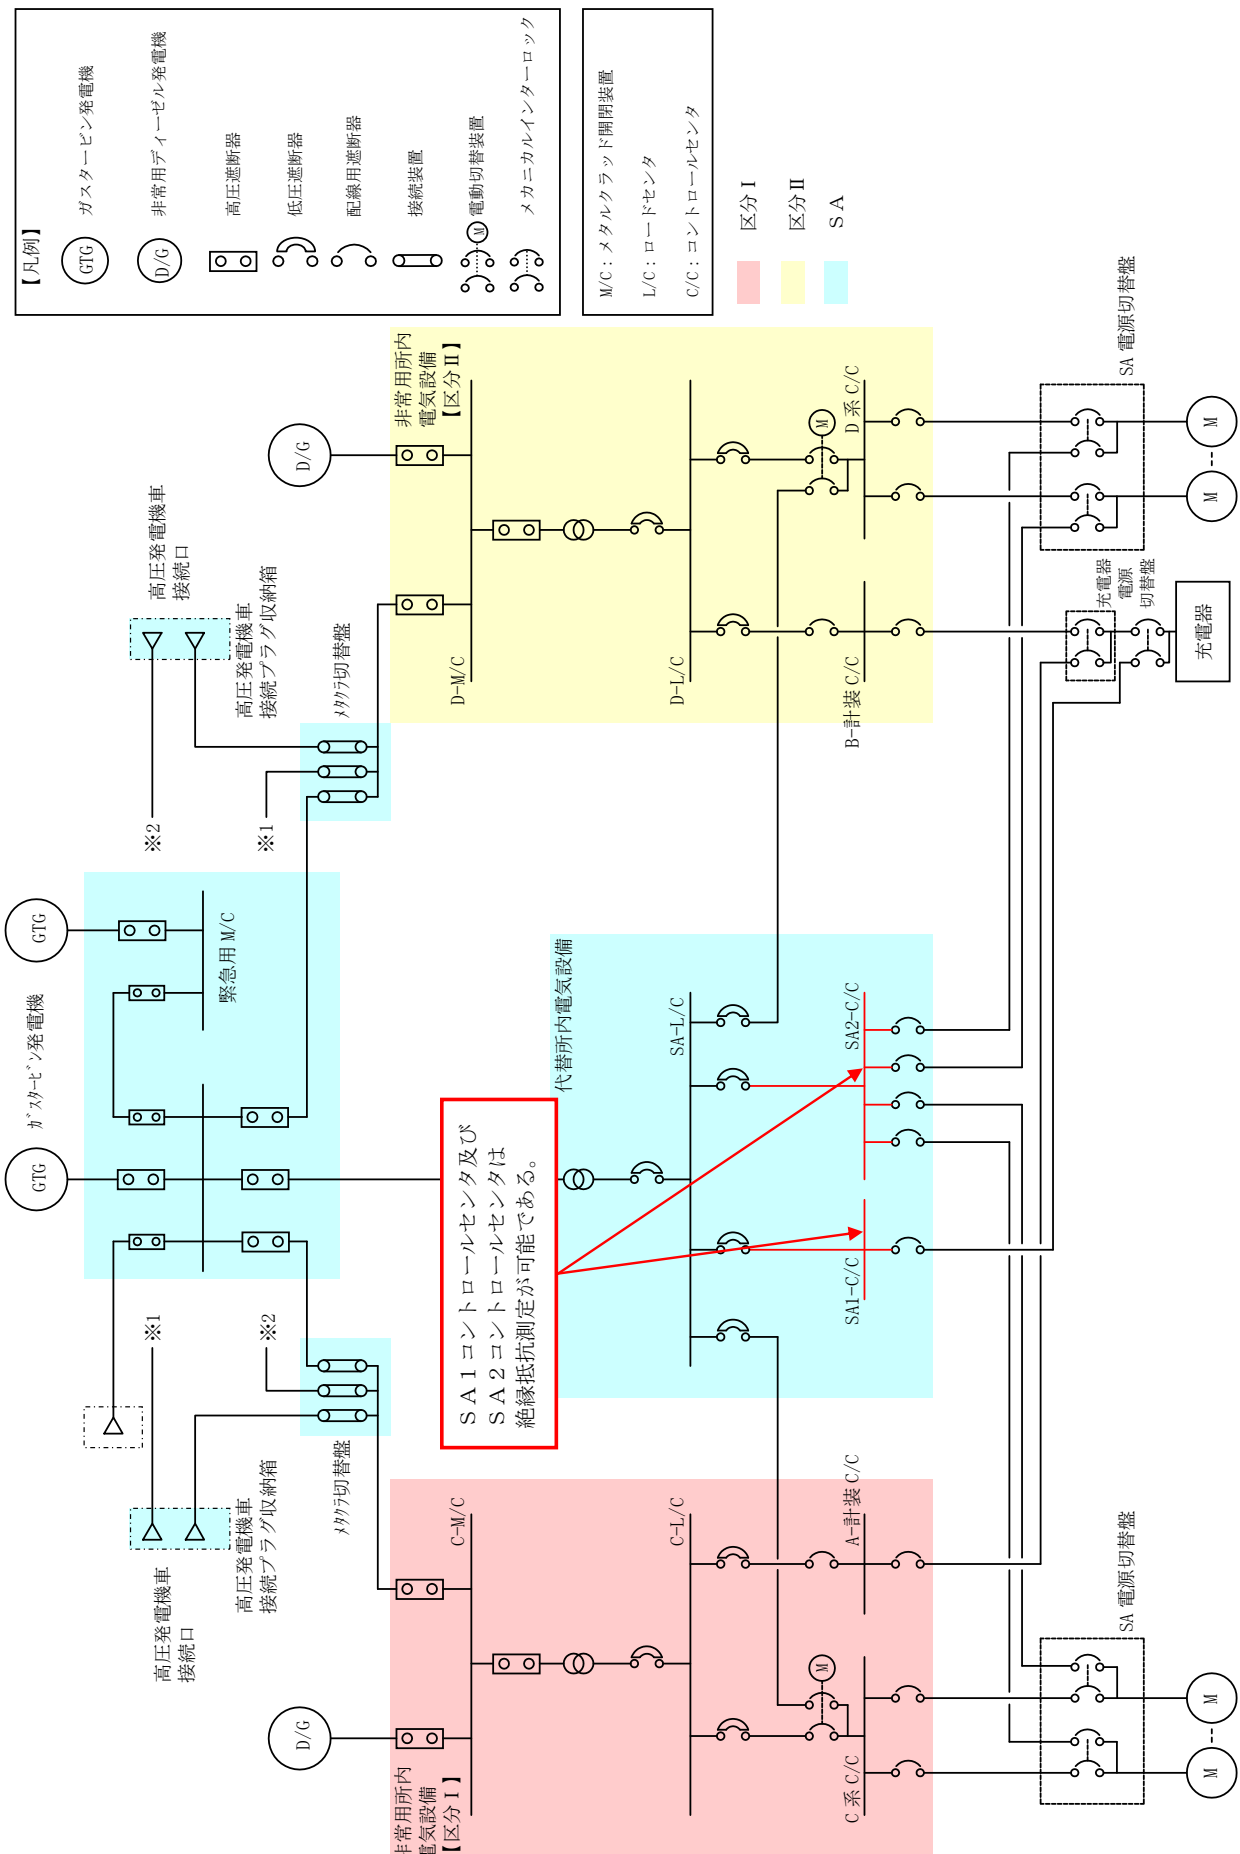 【凡例】
GTG
ガスタービン発電機
D/G
非常用ディーゼル発電機
高圧遮断器
低圧遮断器
配線用遮断器
接続装置
M
電動切替装置
メカニカルインターロック
M/C：メタルクラッド開閉装置
L/C：ロードセンタ
C/C：コントロールセンタ
区分Ⅰ
区分Ⅱ
ＳＡ
GTG
ｶﾞｽﾀｰﾋﾞﾝ発電機
GTG
緊急用 M/C
高圧発電機車
接続口
高圧発電機車
接続プラグ収納箱
※1
※2
ﾒﾀｸﾗ切替盤
高圧発電機車
接続口
高圧発電機車
接続プラグ収納箱
※2
※1
ﾒﾀｸﾗ切替盤
D/G
非常用所内
電気設備
【区分Ⅰ】
C-M/C
C-L/C
M
C 系 C/C
A-計装 C/C
代替所内電気設備
SA-L/C
SA1-C/C
SA2-C/C
ＳＡ１コントロールセンタ及び
ＳＡ２コントロールセンタは
絶縁抵抗測定が可能である。
D/G
非常用所内
電気設備
【区分Ⅱ】
D-M/C
D-L/C
M
D 系 C/C
B-計装 C/C
SA 電源切替盤
M
M
充電器
電源
切替盤
充電器
SA 電源切替盤
M
M